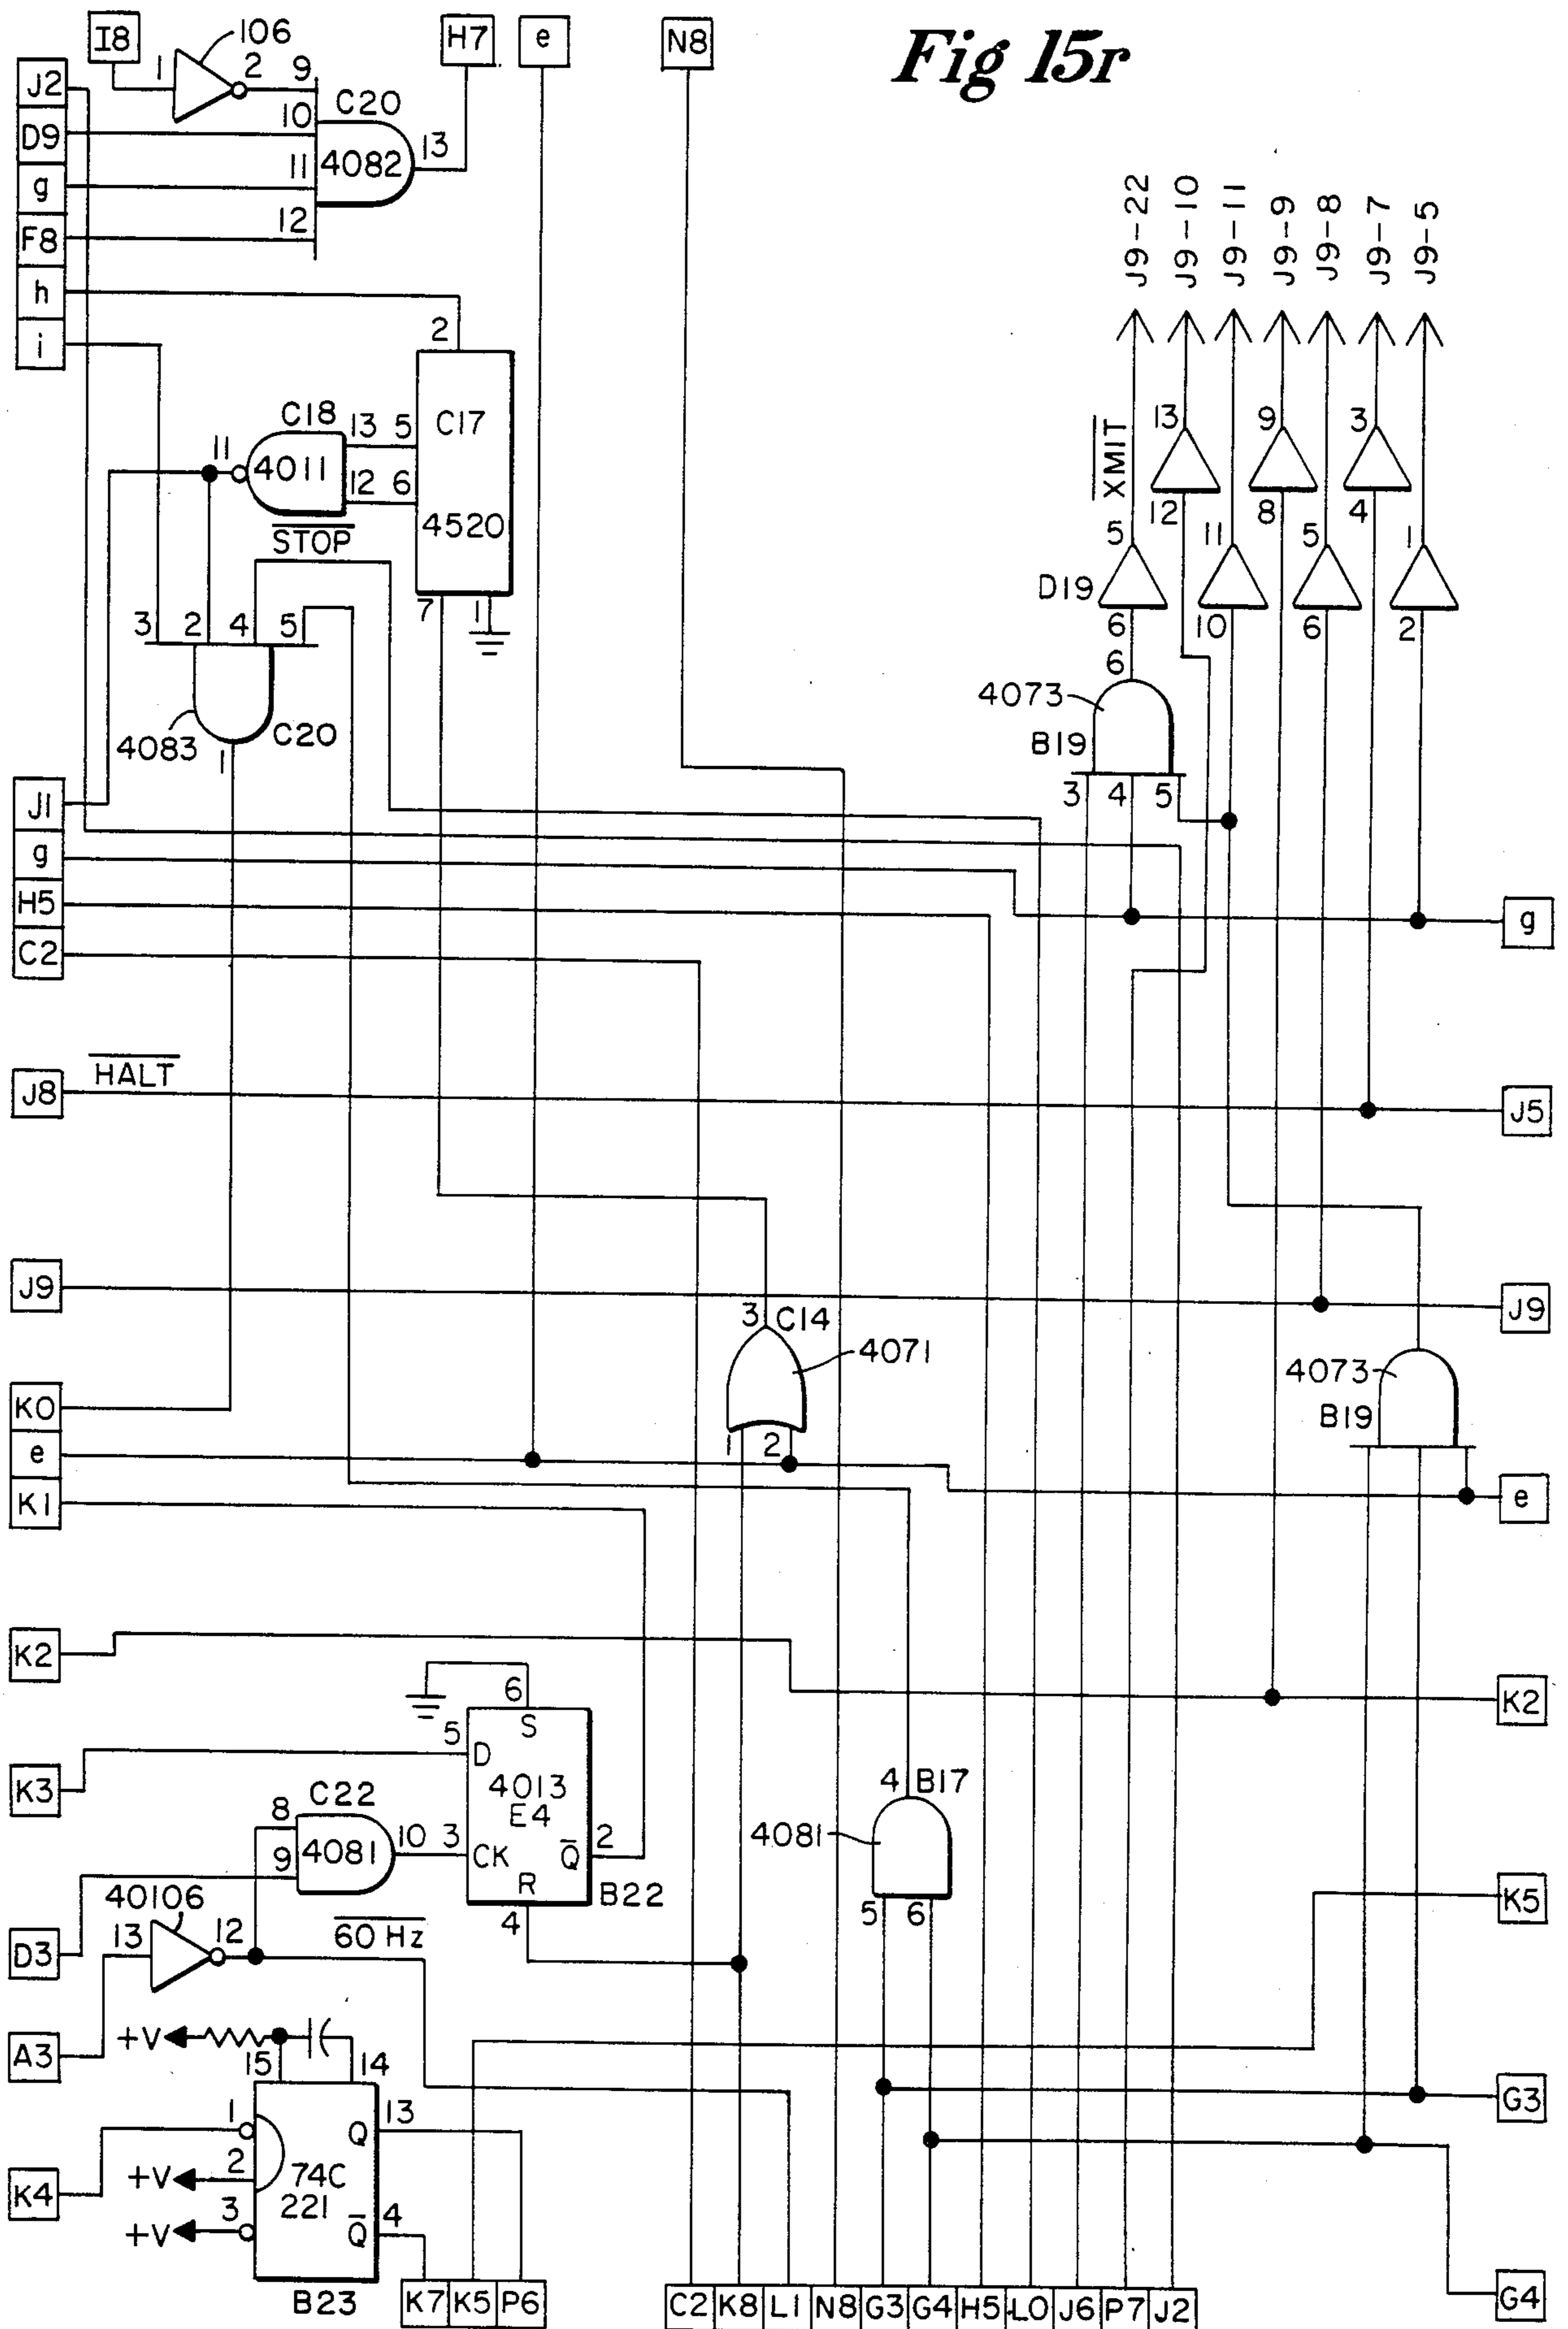 Fig 15r
I8
106
1
2
9
H7
e
N8
J2
D9
g
F8
h
i
10
C20
11
4082
13
12
2
C18
13
5
C17
11
4011
12
6
4520
STOP
3
2
4
5
7
1
4083
C20
1
J9-22
J9-10
J9-11
J9-9
J9-8
J9-7
J9-5
XMIT
13
9
3
12
8
4
5
11
5
1
D19
6
10
6
2
6
4073
B19
3
4
5
J1
g
H5
C2
g
HALT
J8
J5
J9
J9
3
C14
4071
4073
B19
K0
e
K1
1
2
e
K2
K2
6
S
5
D
4013
E4
K3
C22
8
9
4081
10
3
CK
Q
2
R
B22
4
4
B17
4081
5
6
K5
40106
13
12
60 Hz
D3
A3
+V
15
14
G3
1
13
Q
2
+V
74C
221
K4
3
+V
Q
4
B23
K7
K5
P6
C2
K8
L1
N8
G3
G4
H5
L0
J6
P7
J2
G4